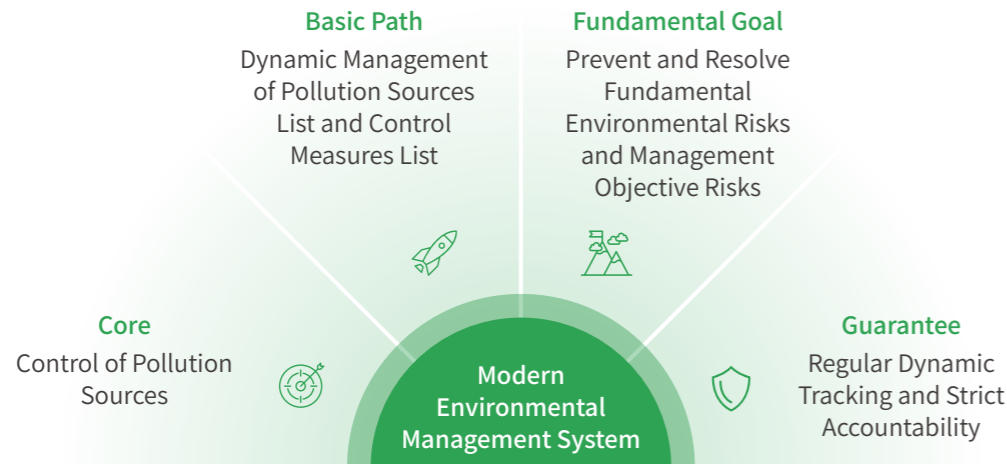 Basic Path
Dynamic Management
of Pollution Sources
List and Control
Measures List
Fundamental Goal
Prevent and Resolve
Fundamental
Environmental Risks
and Management
Objective Risks
Core
Control of Pollution
Sources
Guarantee
Regular Dynamic
Tracking and Strict
Accountability
Modern
Environmental
Management System